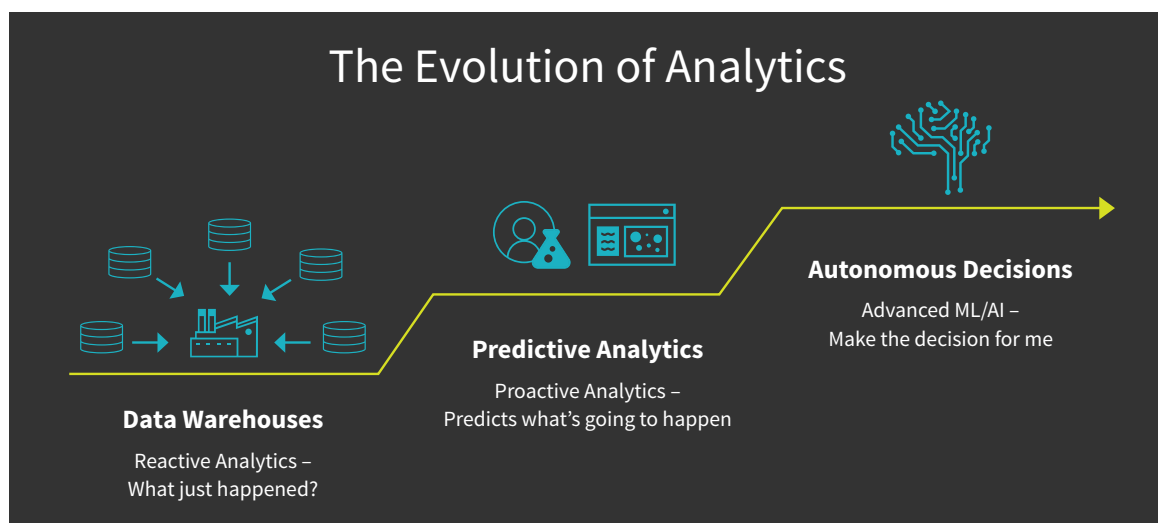 The Evolution of Analytics
Data Warehouses
Reactive Analytics –
What just happened?
Predictive Analytics
Proactive Analytics –
Predicts what's going to happen
Autonomous Decisions
Advanced ML/AI –
Make the decision for me